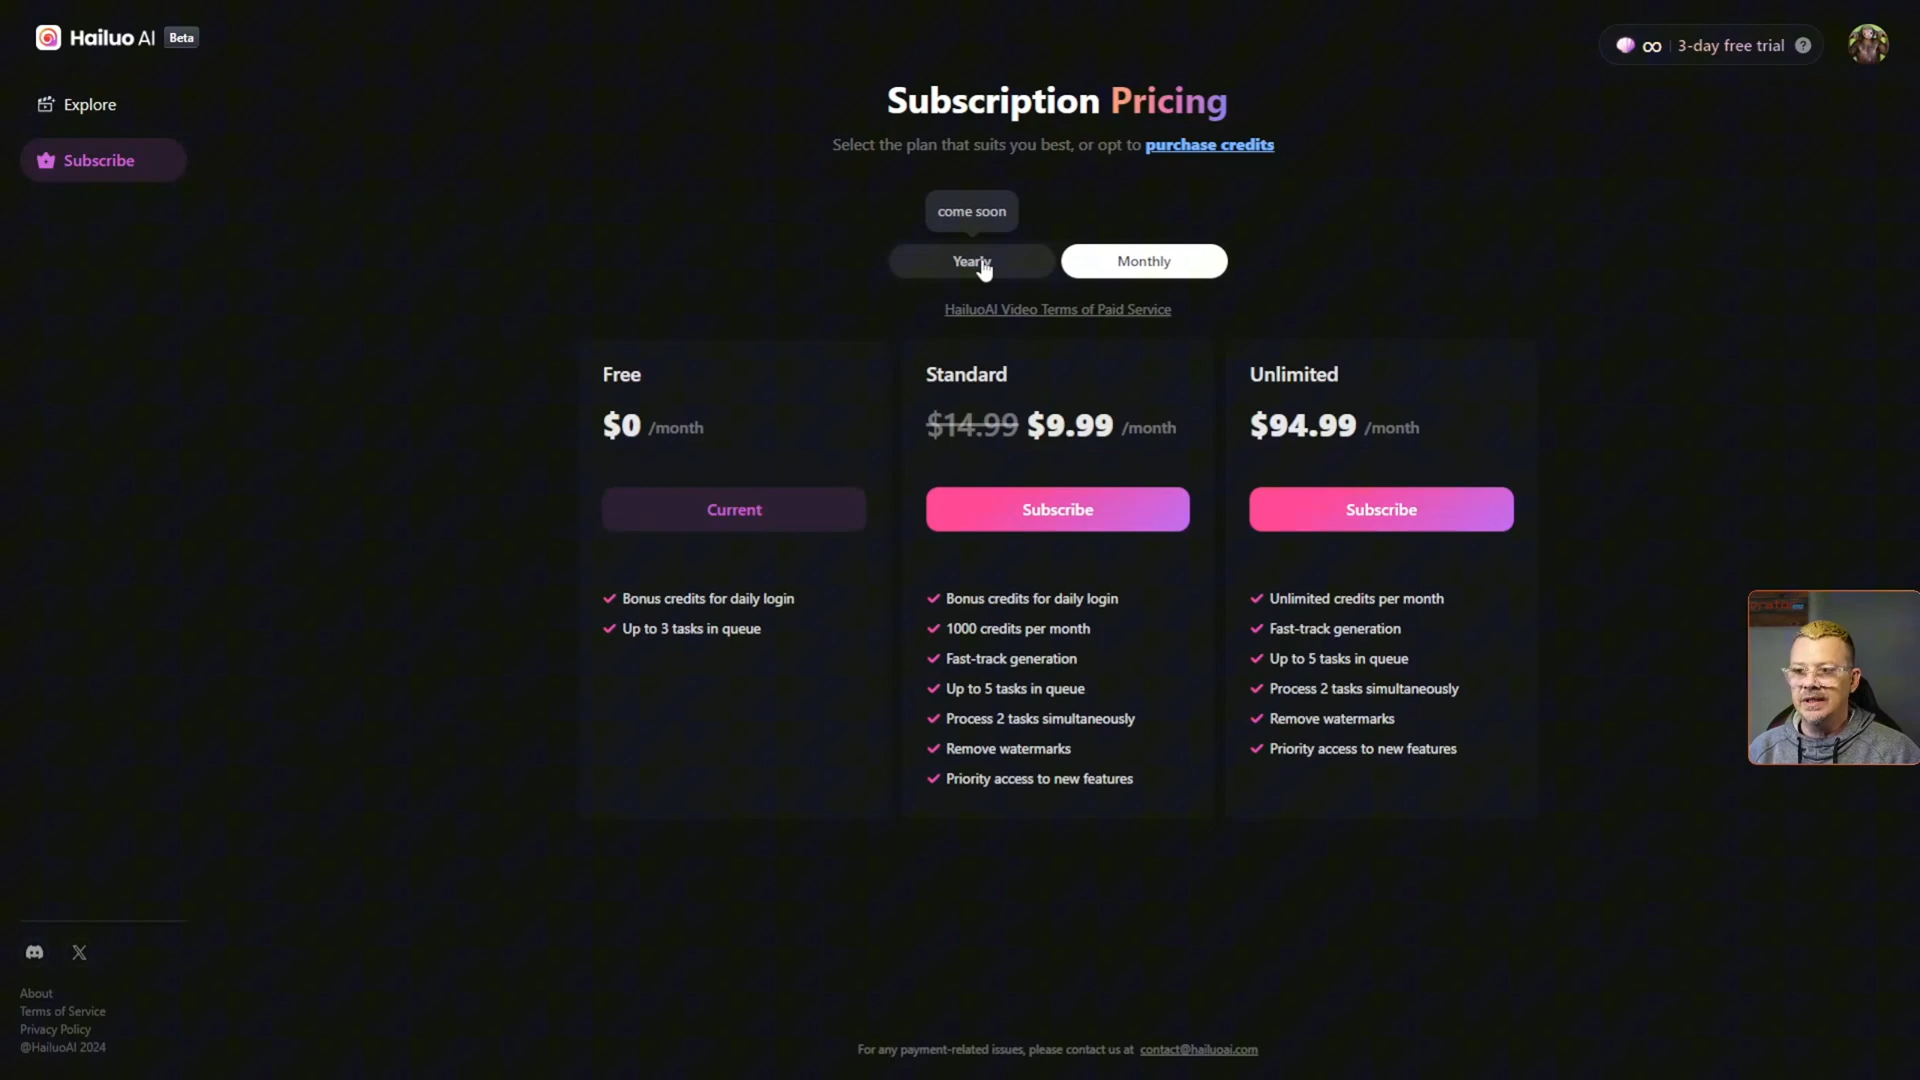 Hailuo AI Beta
∞ | 3-day free trial ?
Explore
Subscribe
Subscription Pricing
Select the plan that suits you best, or opt to purchase credits
come soon
Yearly
Monthly
HailuoAI Video Terms of Paid Service
Free
$0 /month
Current
Bonus credits for daily login
Up to 3 tasks in queue
Standard
$14.99 $9.99 /month
Subscribe
Bonus credits for daily login
1000 credits per month
Fast-track generation
Up to 5 tasks in queue
Process 2 tasks simultaneously
Remove watermarks
Priority access to new features
Unlimited
$94.99 /month
Subscribe
Unlimited credits per month
Fast-track generation
Up to 5 tasks in queue
Process 2 tasks simultaneously
Remove watermarks
Priority access to new features
About
Terms of Service
Privacy Policy
@HailuoAI 2024
For any payment-related issues, please contact us at contact@hailuoai.com